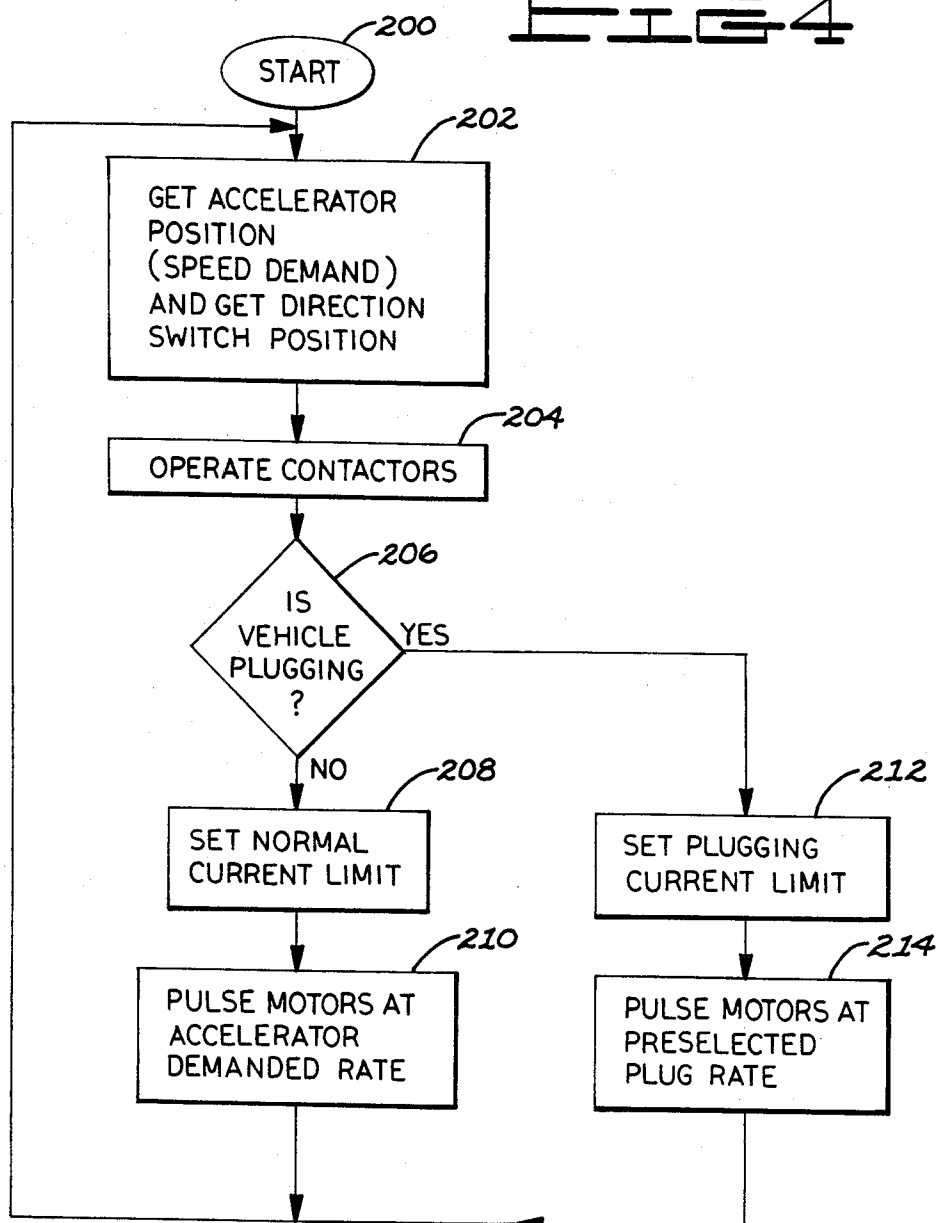 FIG 4
200
START
202
GET ACCELERATOR
POSITION
(SPEED DEMAND)
AND GET DIRECTION
SWITCH POSITION
204
OPERATE CONTACTORS
206
IS
VEHICLE
PLUGGING
?
YES
NO
208
SET NORMAL
CURRENT LIMIT
212
SET PLUGGING
CURRENT LIMIT
210
PULSE MOTORS AT
ACCELERATOR
DEMANDED RATE
214
PULSE MOTORS AT
PRESELECTED
PLUG RATE